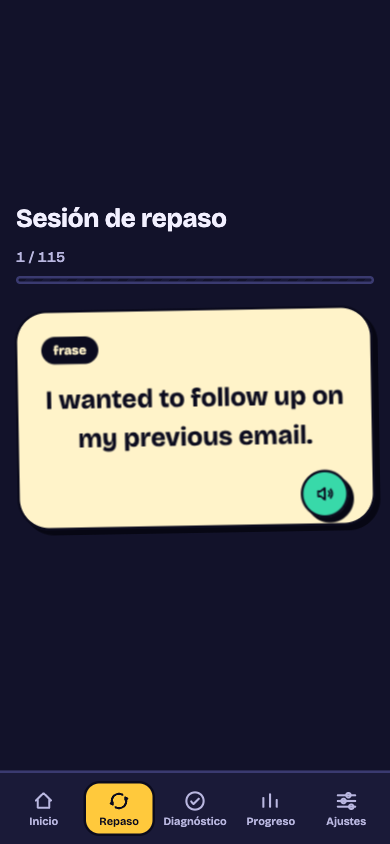 Sesión de repaso
1 / 115
frase
I wanted to follow up on
my previous email.
Inicio
Repaso
Diagnóstico
Progreso
Ajustes